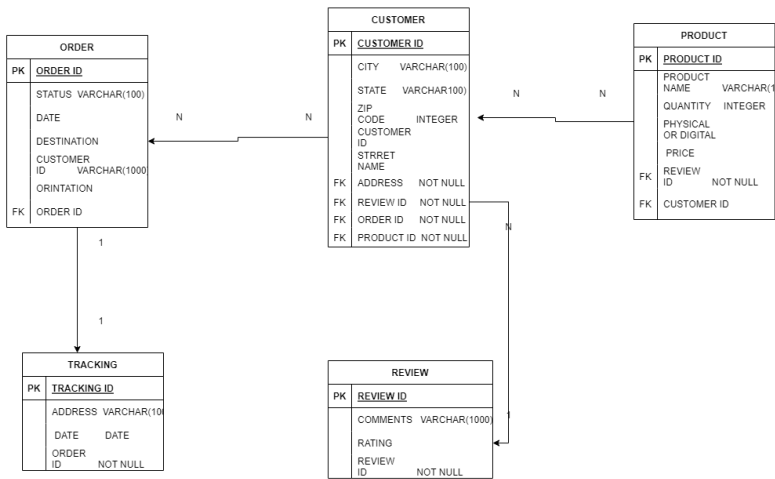 ORDER
PK ORDER ID
STATUS VARCHAR(100)
DATE
DESTINATION
CUSTOMER
ID VARCHAR(1000
ORINTATION
FK ORDER ID
CUSTOMER
PK CUSTOMER ID
CITY VARCHAR(100)
STATE VARCHAR100)
ZIP
CODE INTEGER
CUSTOMER
ID
STRRET
NAME
FK ADDRESS NOT NULL
FK REVIEW ID NOT NULL
FK ORDER ID NOT NULL
FK PRODUCT ID NOT NULL
PRODUCT
PK PRODUCT ID
PRODUCT
NAME VARCHAR(1
QUANTITY INTEGER
PHYSICAL
OR DIGITAL
PRICE
REVIEW
FK ID NOT NULL
FK CUSTOMER ID
N N
N N
N
1
1
1
TRACKING
PK TRACKING ID
ADDRESS VARCHAR(100
DATE DATE
ORDER
ID NOT NULL
REVIEW
PK REVIEW ID
COMMENTS VARCHAR(1000)
RATING
REVIEW
ID NOT NULL